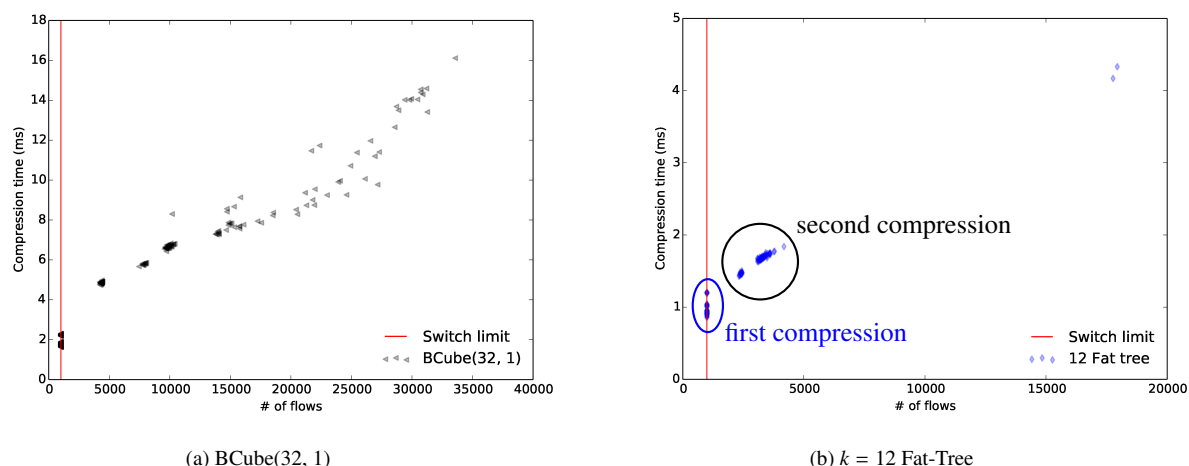 18
16
14
12
10
8
6
4
2
0
Compression time (ms)
0 5000 10000 15000 20000 25000 30000 35000 40000
# of flows
Switch limit
BCube(32, 1)
(a) BCube(32, 1)
5
4
3
2
1
0
Compression time (ms)
second compression
first compression
0 5000 10000 15000 20000
# of flows
Switch limit
12 Fat tree
(b) k = 12 Fat-Tree